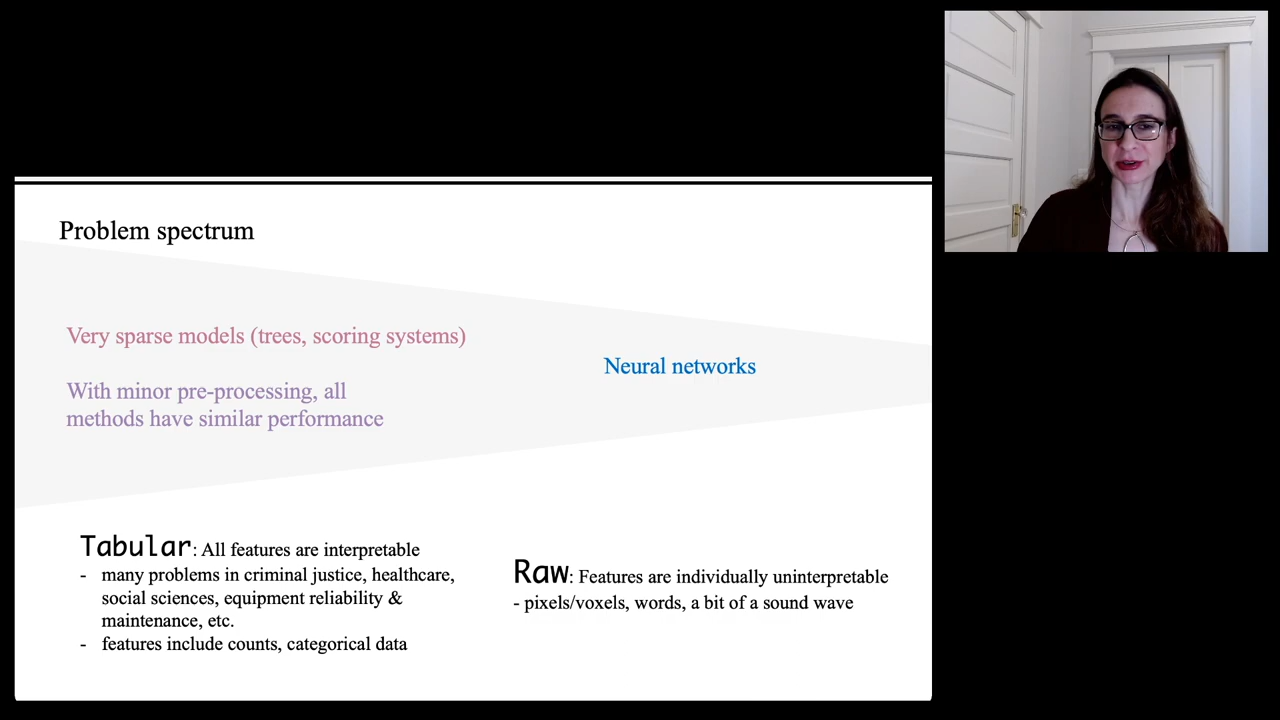 Problem spectrum
Very sparse models (trees, scoring systems)
With minor pre-processing, all
methods have similar performance
Neural networks
Tabular: All features are interpretable
- many problems in criminal justice, healthcare,
social sciences, equipment reliability &
maintenance, etc.
- features include counts, categorical data
Raw: Features are individually uninterpretable
- pixels/voxels, words, a bit of a sound wave